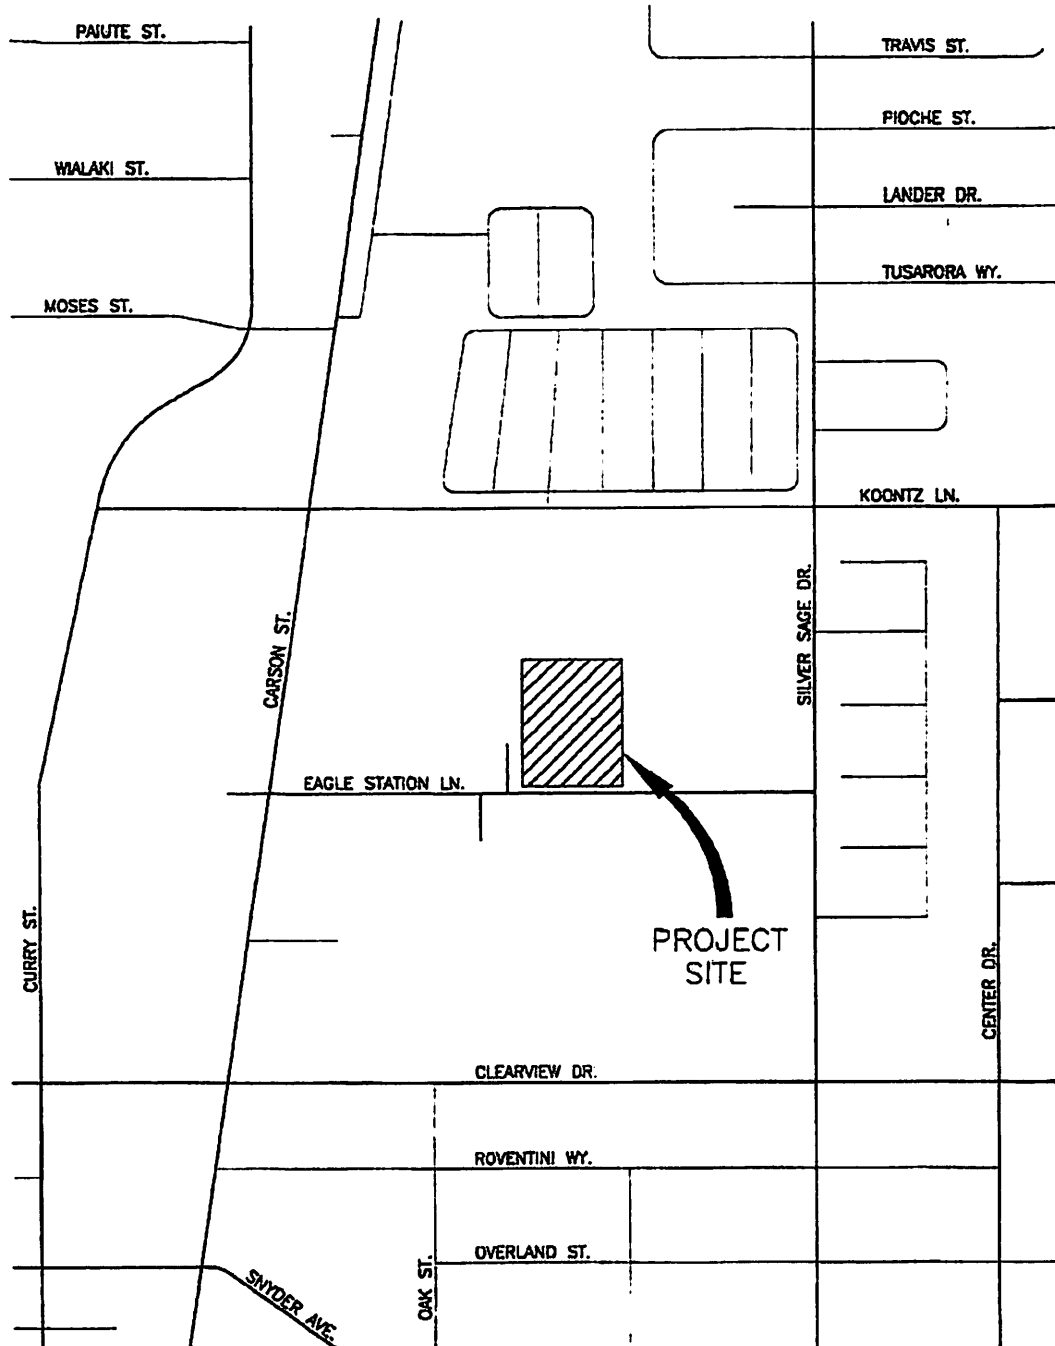 PAIUTE ST.
TRAVIS ST.
PIOCHE ST.
WIALAKI ST.
LANDER DR.
TUSARORA WY.
MOSES ST.
KOONTZ LN.
SILVER SAGE DR.
CARSON ST.
EAGLE STATION LN.
CURRY ST.
PROJECT
SITE
CENTER DR.
CLEARVIEW DR.
ROVENTINI WY.
OVERLAND ST.
OAK ST.
SNYDER AVE.